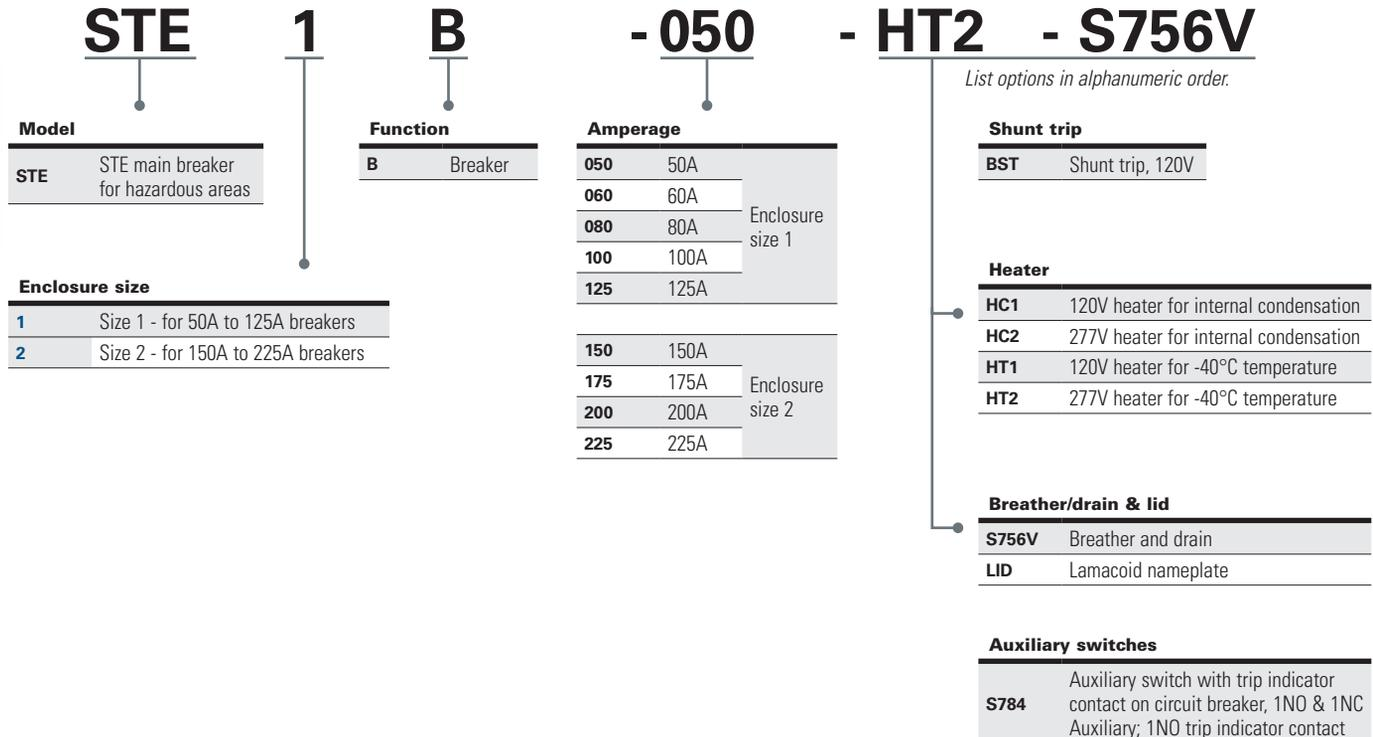 STE 1 B - 050 - HT2 - S756V
List options in alphanumeric order.
Model
STE STE main breaker
for hazardous areas
Enclosure size
1 Size 1 - for 50A to 125A breakers
2 Size 2 - for 150A to 225A breakers
Function
B Breaker
Amperage
050 50A
060 60A
080 80A
100 100A
125 125A
Enclosure
size 1
150 150A
175 175A
200 200A
225 225A
Enclosure
size 2
Shunt trip
BST Shunt trip, 120V
Heater
HC1 120V heater for internal condensation
HC2 277V heater for internal condensation
HT1 120V heater for -40°C temperature
HT2 277V heater for -40°C temperature
Breather/drain & lid
S756V Breather and drain
LID Lamacoid nameplate
Auxiliary switches
S784 Auxiliary switch with trip indicator
contact on circuit breaker, 1NO & 1NC
Auxiliary; 1NO trip indicator contact